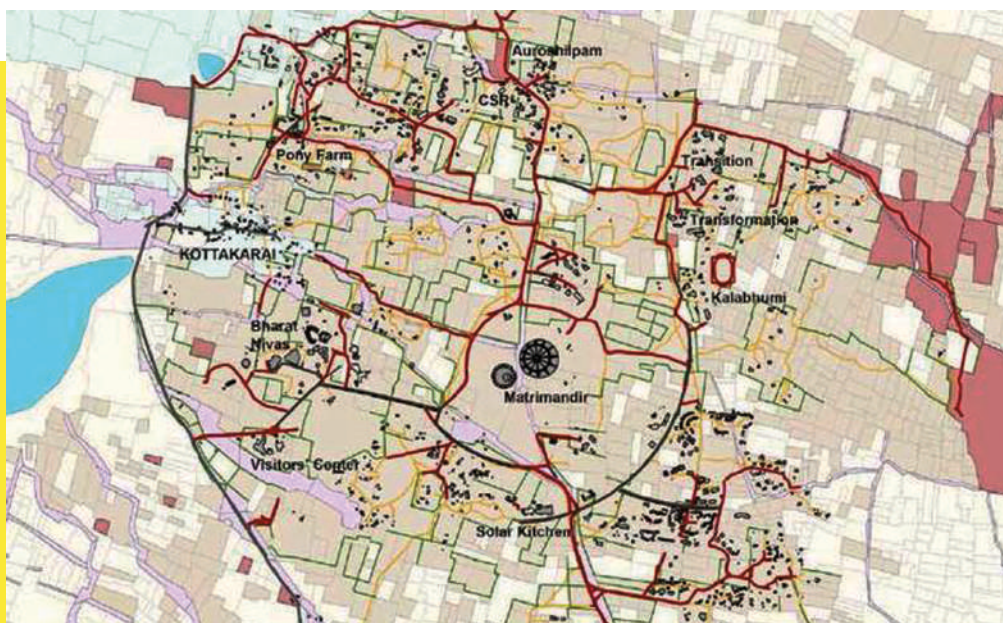 Auroshilpam
CSR
Pony Farm
Transition
Transformation
KOTTAKARAI
Kalabhumi
Bharat
Nivas
Matrimandir
Visitors' Center
Solar Kitchen